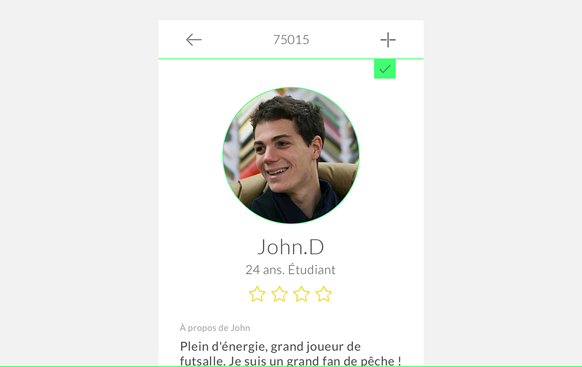 75015
John.D
24 ans. Étudiant
À propos de John
Plein d'énergie, grand joueur de
futsalle. Je suis un grand fan de pêche !